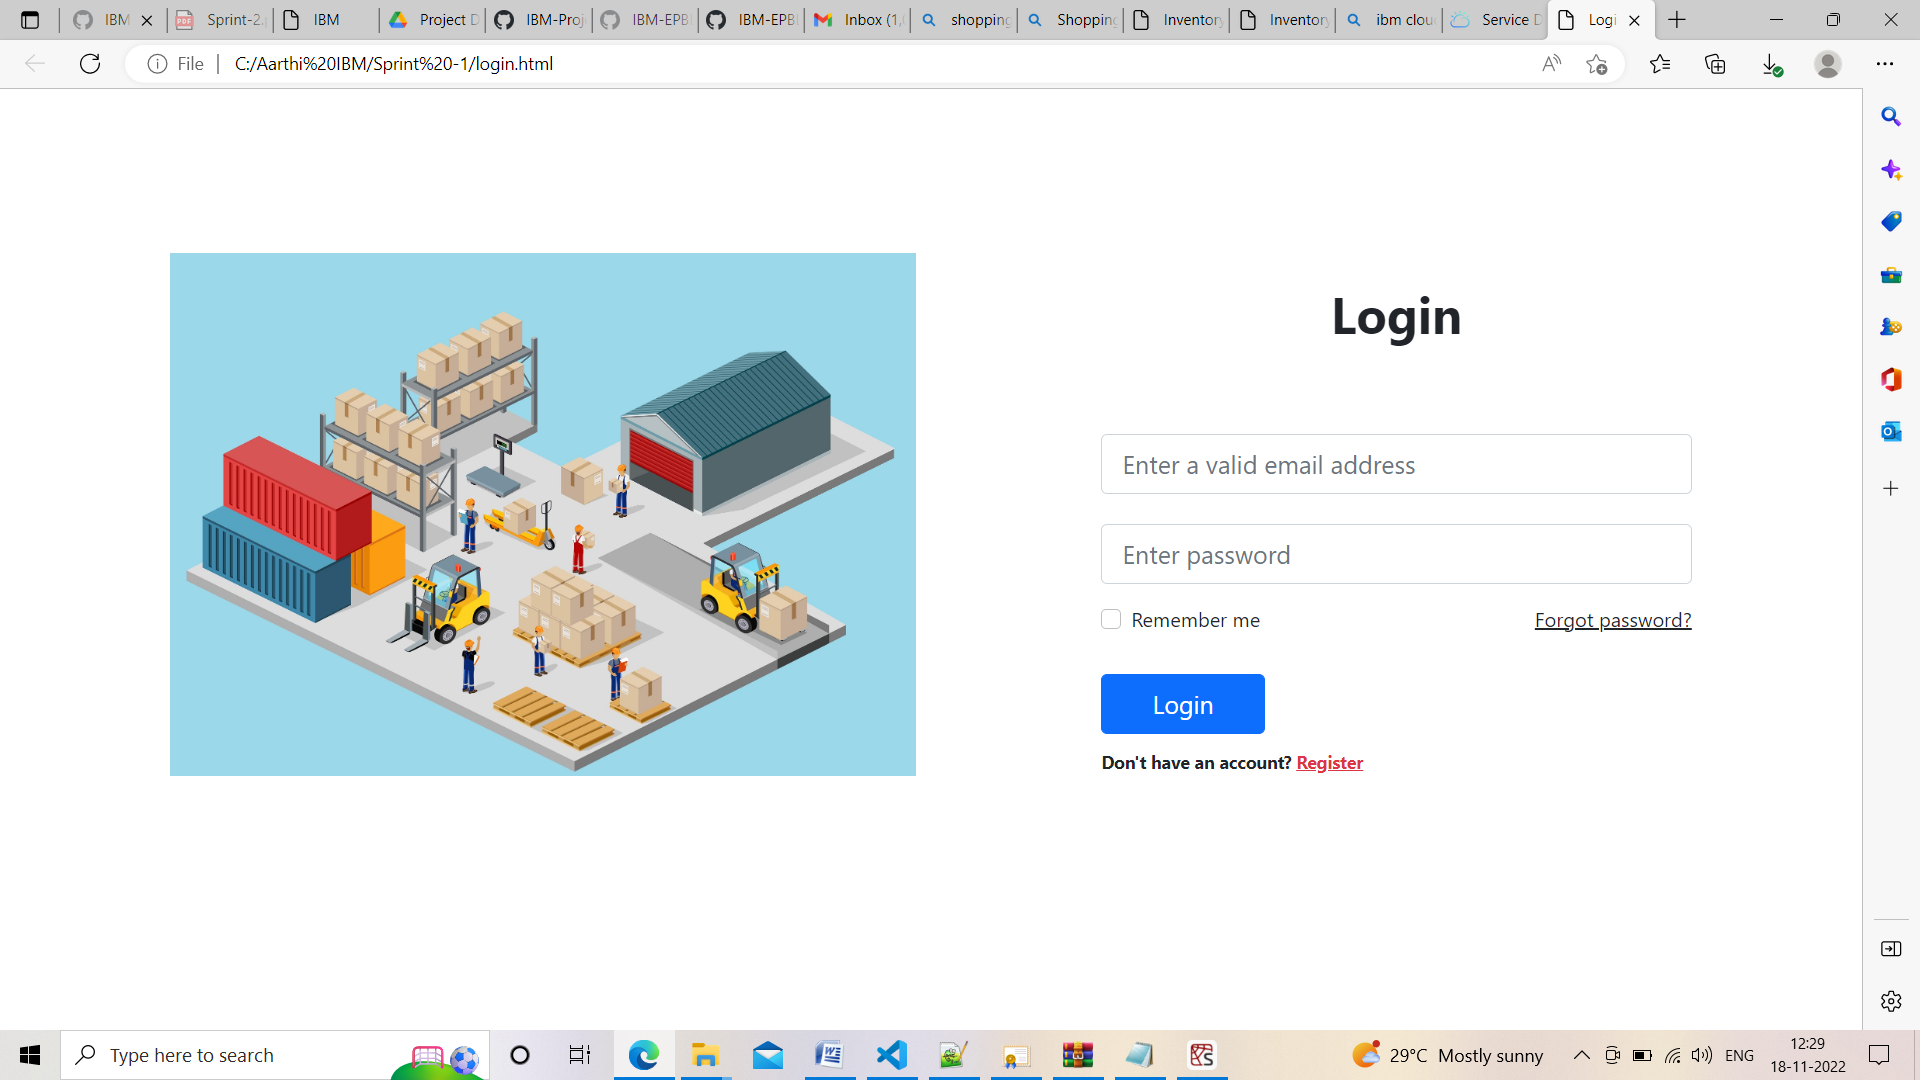 IBM
Sprint-2.p
IBM
Project D
IBM-Proj
IBM-EPBL
IBM-EPBL
Inbox (1,
shopping
Shopping
Inventory
Inventory
ibm clou
Service D
Logi
File
C:/Aarthi%20IBM/Sprint%20-1/login.html
Login
Enter a valid email address
Enter password
Remember me
Forgot password?
Login
Don't have an account? Register
Type here to search
29°C Mostly sunny
ENG
12:29
18-11-2022